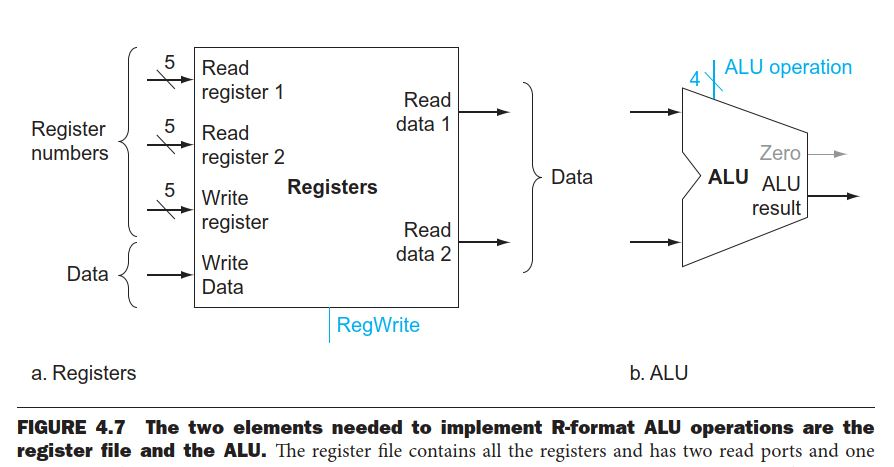 5
Read
register 1
5
Read
register 2
5
Write
register
Write
Data
Register
numbers
Data
Registers
Read
data 1
Read
data 2
RegWrite
Data
4
ALU operation
Zero
ALU
ALU
result
a. Registers
b. ALU
FIGURE 4.7 The two elements needed to implement R-format ALU operations are the
register file and the ALU. The register file contains all the registers and has two read ports and one